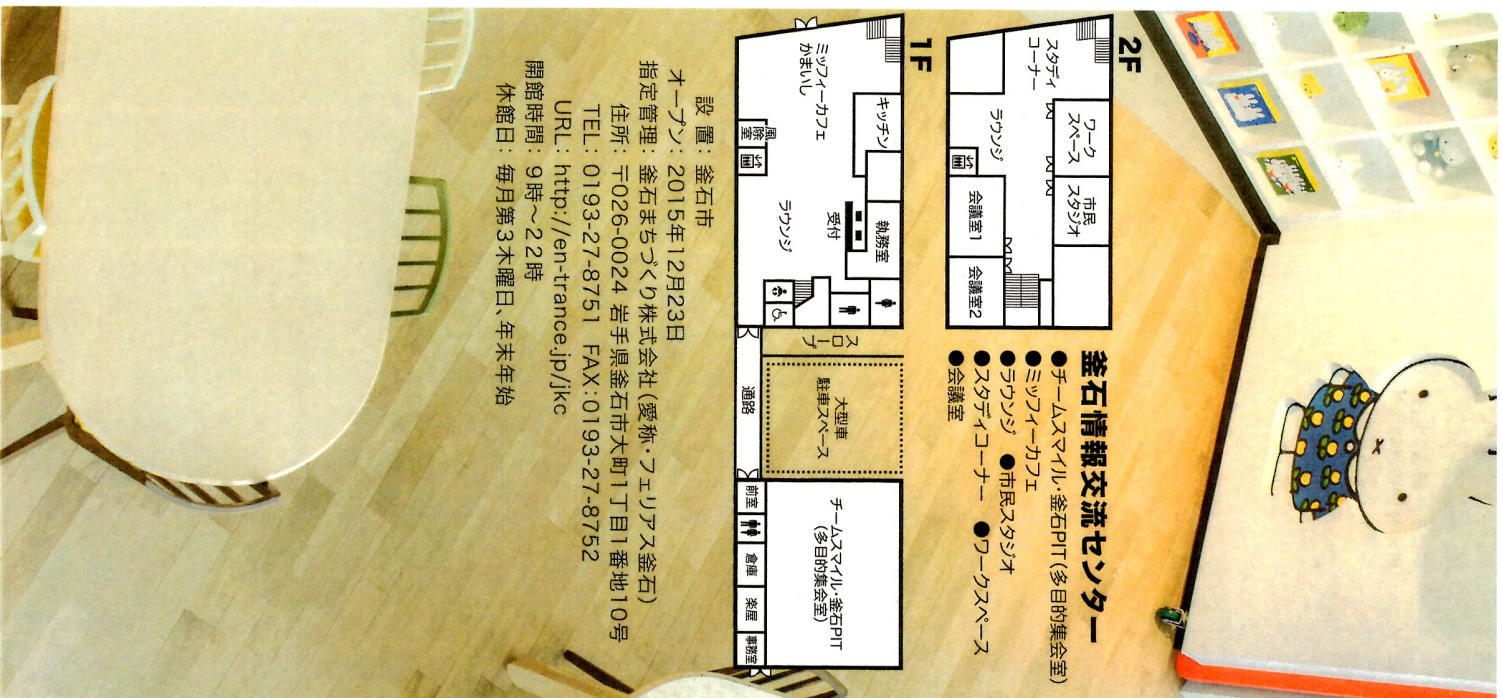 釜石情報交流センター
●チームスマイル・釜石PIT(多目的集会室)
●ミッフィーカフェ
●ラウンジ ●市民スタジオ
●スタディコーナー ●ワークスペース
●会議室
2F
スタディ
コーナー
ワーク
スペース
市民
スタジオ
ラウンジ
会議室1
会議室2
1F
ミッフィーカフェ
かまいし
キッチン
風除室
受付
執務室
ラウンジ
スロープ
大型車
駐車スペース
通路
チームスマイル・釜石PIT
(多目的集会室)
前室
倉庫
楽屋
事務室
設置:釜石市
オープン:2015年12月23日
指定管理:釜石まちづくり株式会社(愛称・フェリアス釜石)
住所:〒026-0024 岩手県釜石市大町1丁目1番地10号
TEL:0193-27-8751 FAX:0193-27-8752
URL:http://en-trance.jp/jkc
開館時間:9時〜22時
休館日:毎月第3木曜日、年末年始